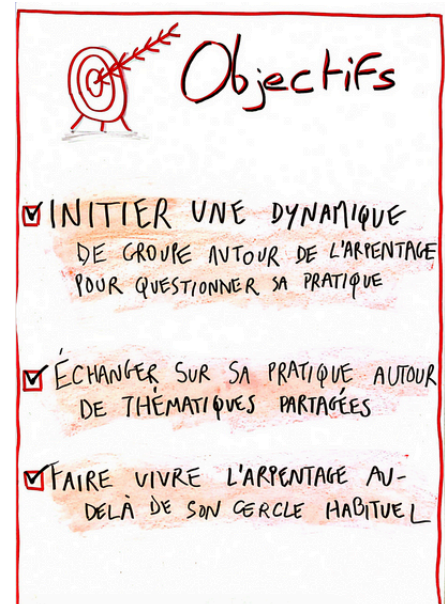 Objectifs
INITIER UNE DYNAMIQUE
DE GROUPE AUTOUR DE L'ARPENTAGE
POUR QUESTIONNER SA PRATIQUE
ÉCHANGER SUR SA PRATIQUE AUTOUR
DE THÉMATIQUES PARTAGÉES
FAIRE VIVRE L'ARPENTAGE AU-
DELÀ DE SON CERCLE HABITUEL